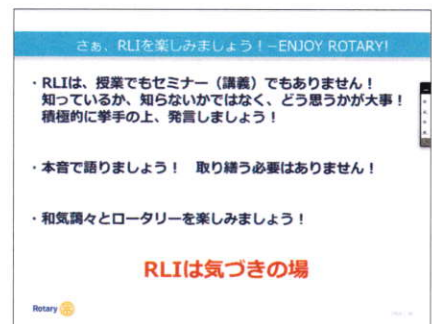 さぁ、RLIを楽しみましょう！–ENJOY ROTARY!
・RLIは、授業でもセミナー（講義）でもありません！
知っているか、知らないかではなく、どう思うかが大事！
積極的に挙手の上、発言しましょう！
・本音で語りましょう！　取り繕う必要はありません！
・和気藹々とロータリーを楽しみましょう！
RLIは気づきの場
Rotary